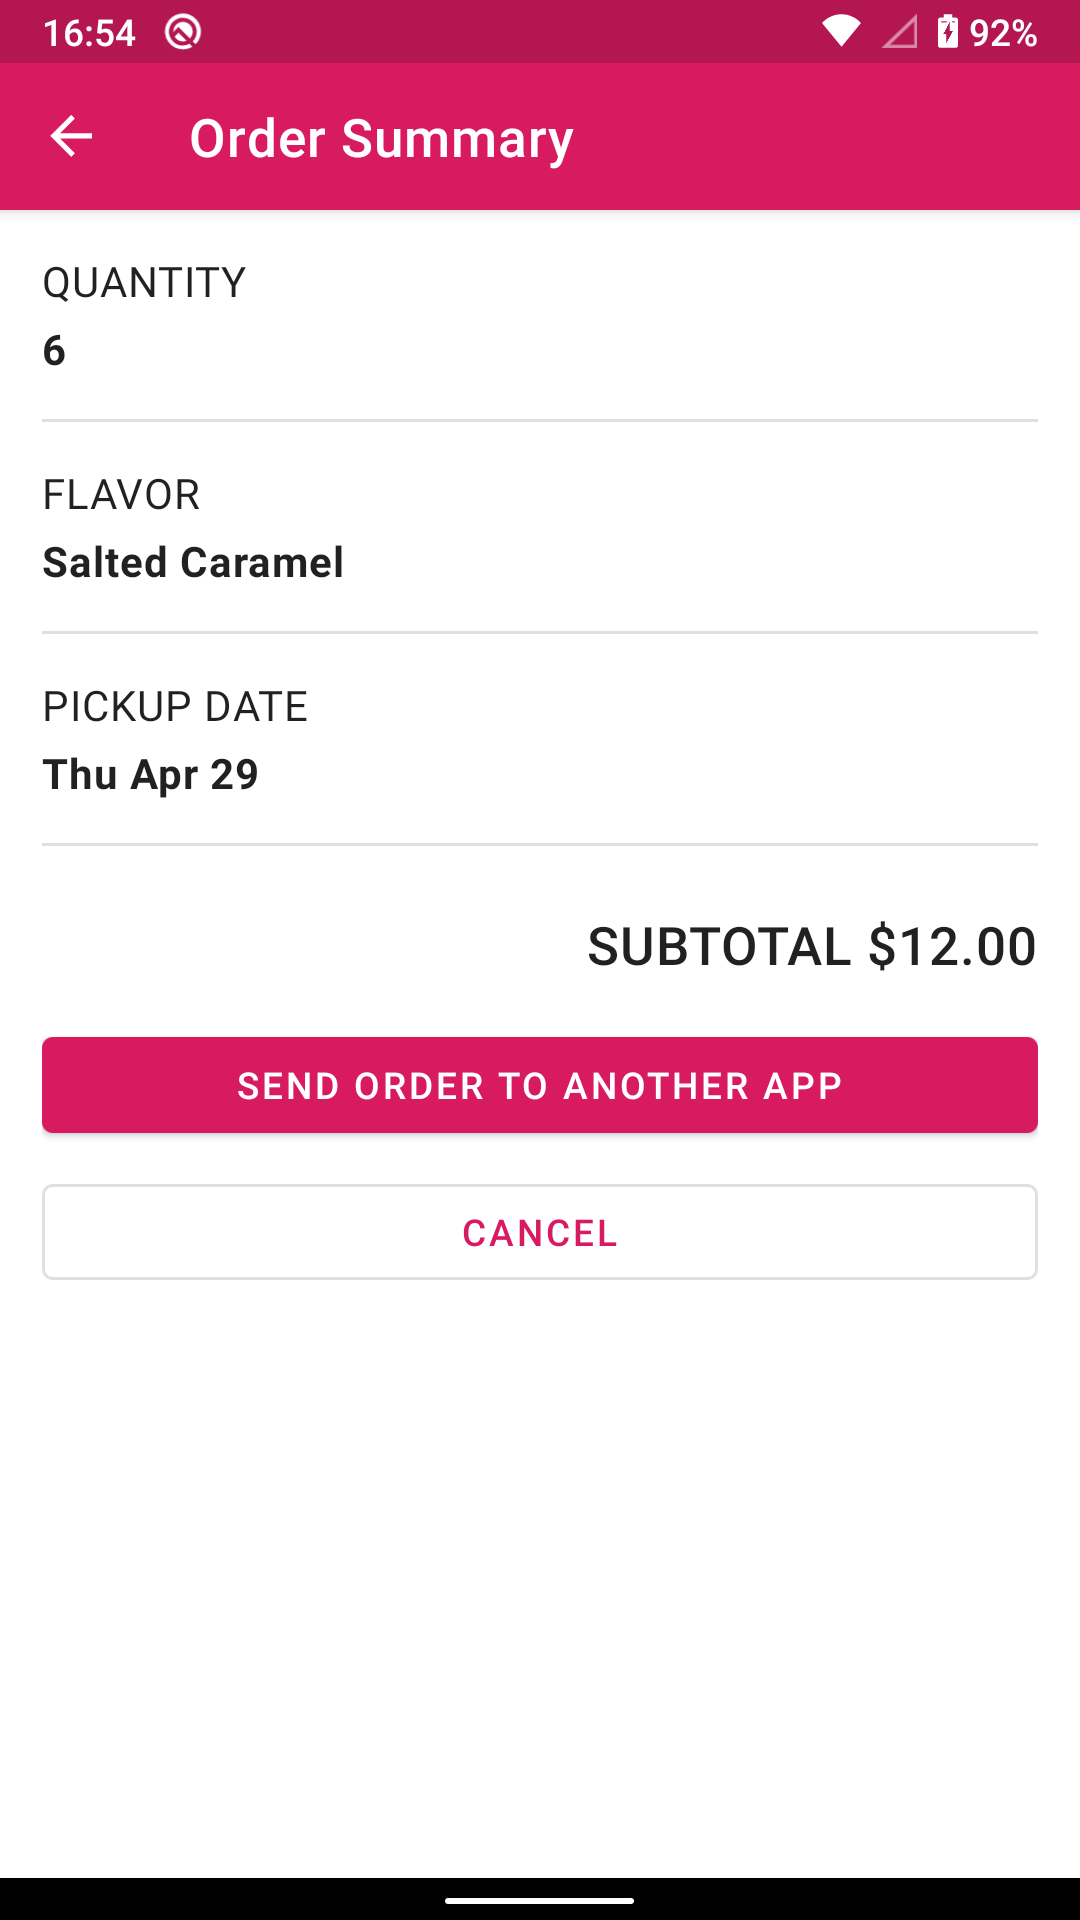 16:54
92%
Order Summary
QUANTITY
6
FLAVOR
Salted Caramel
PICKUP DATE
Thu Apr 29
SUBTOTAL $12.00
SEND ORDER TO ANOTHER APP
CANCEL